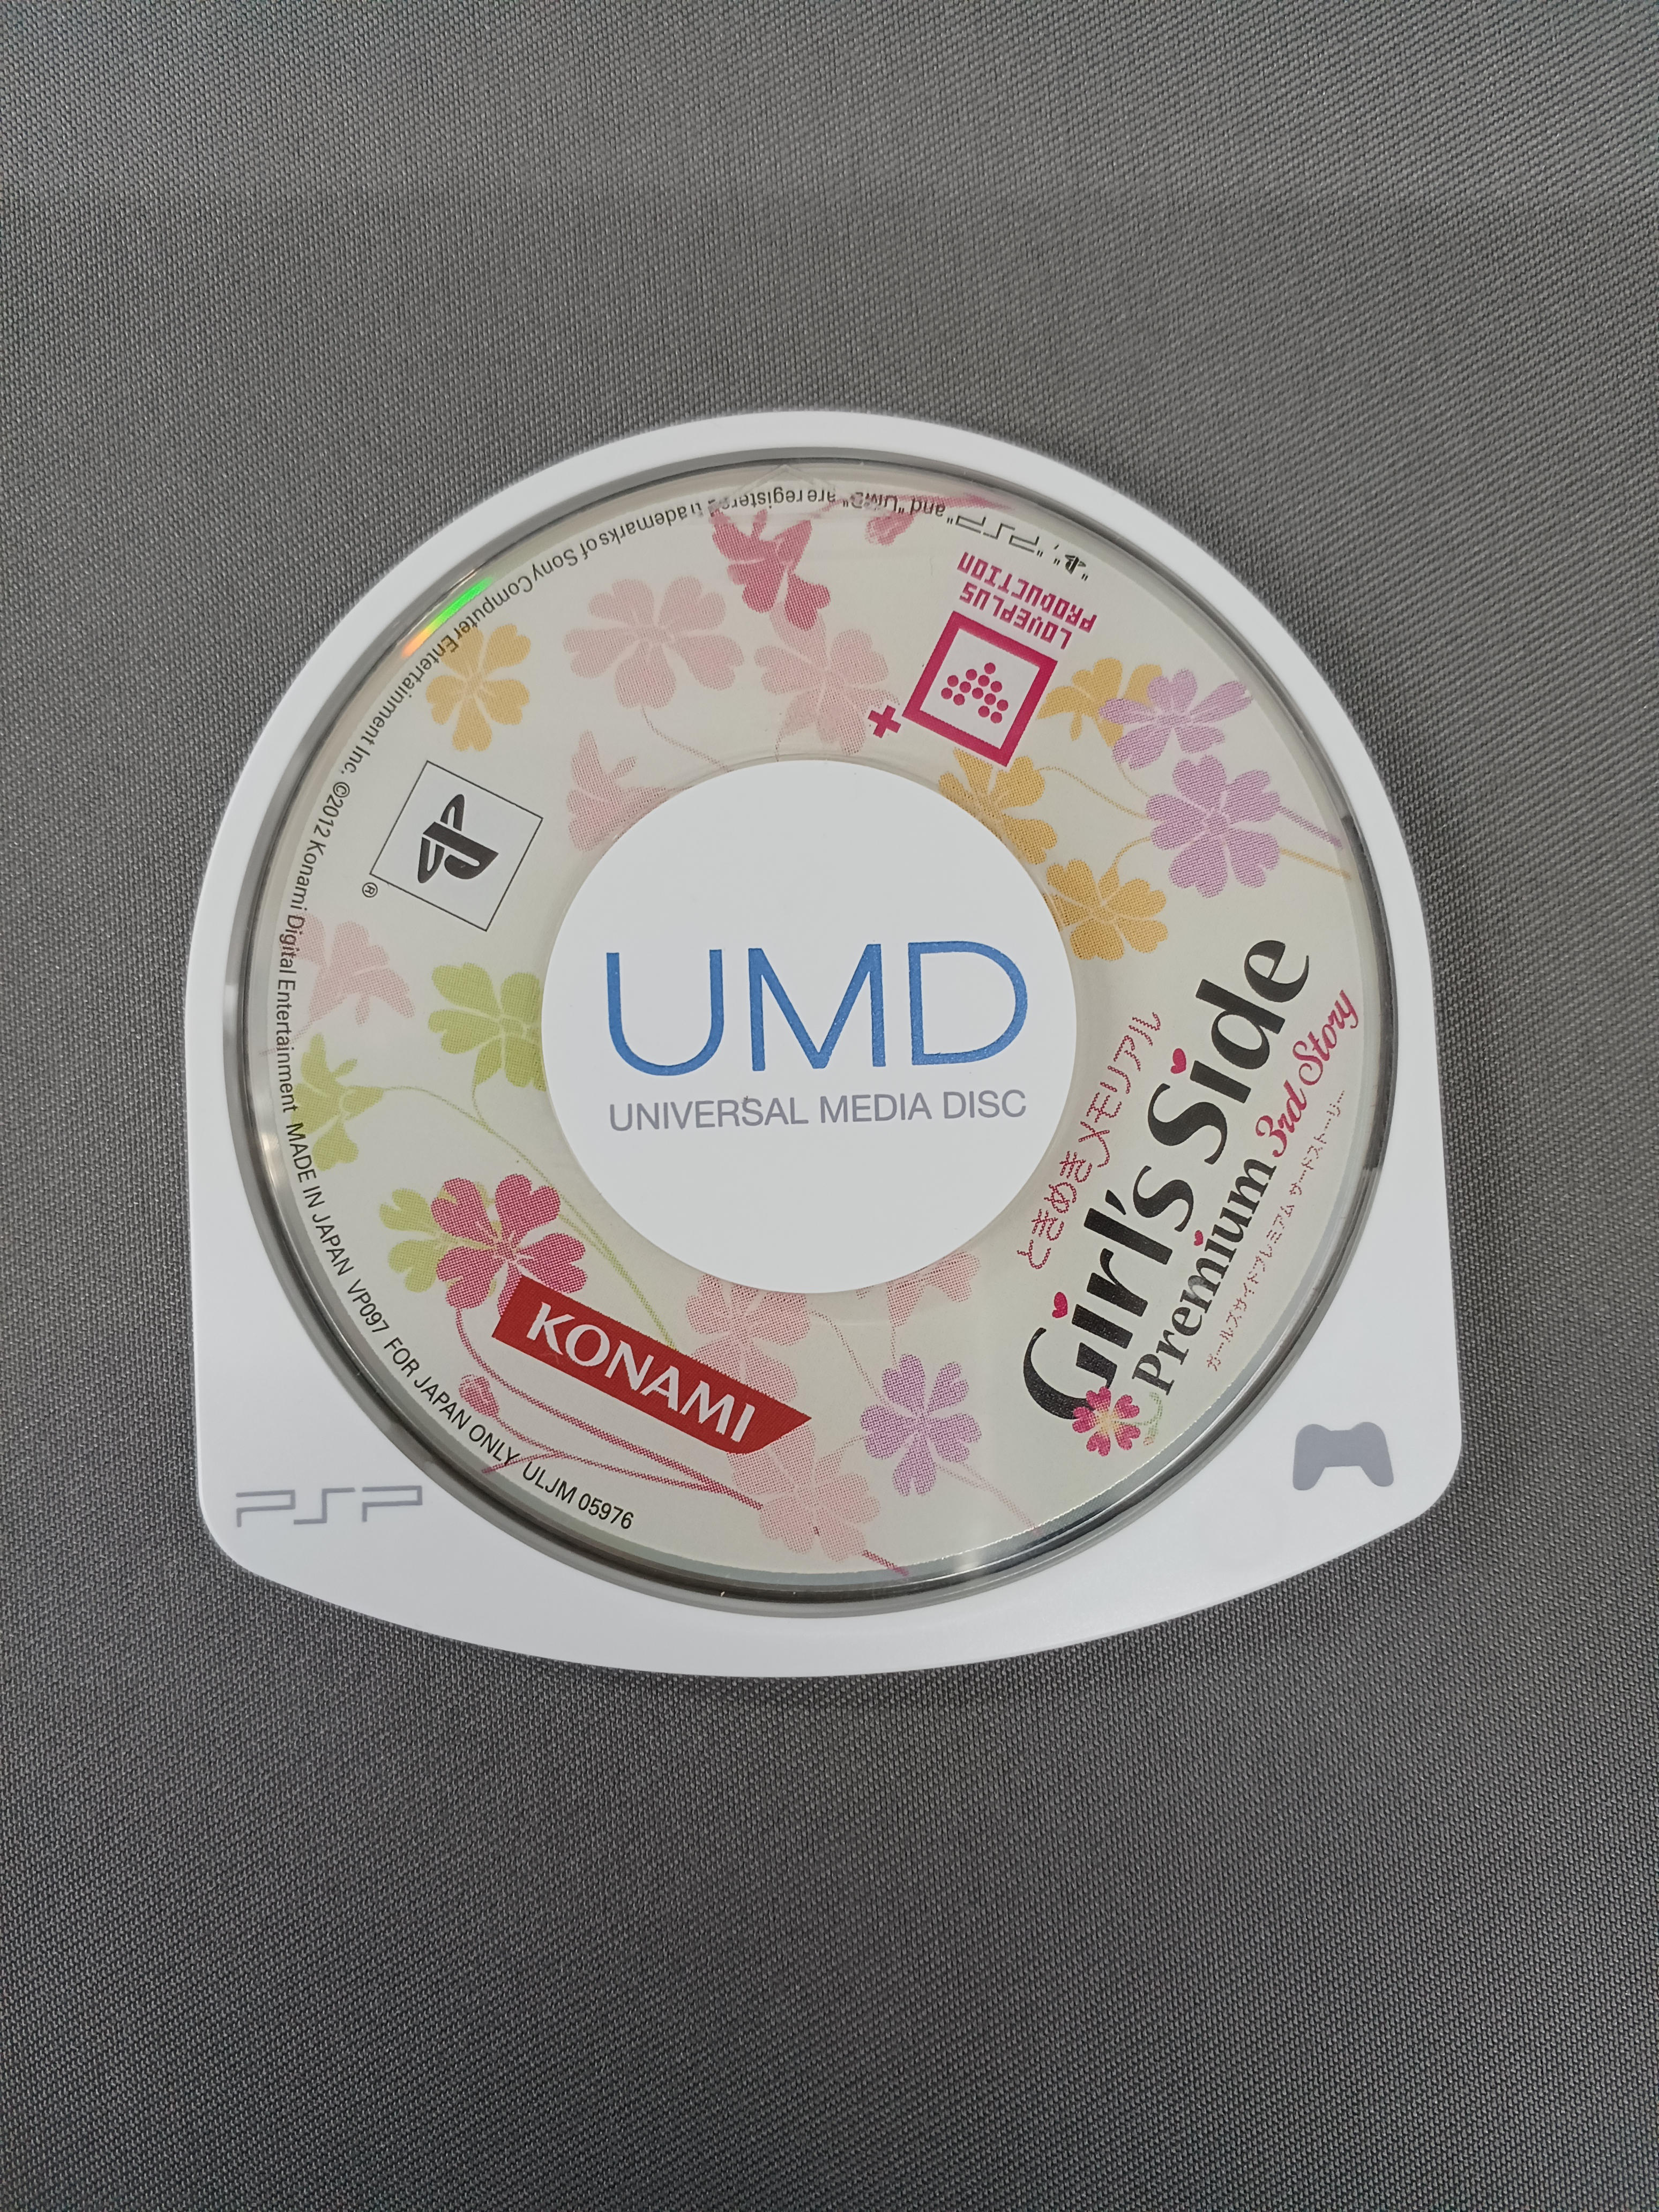 UMD
UNIVERSAL MEDIA DISC
ときめきメモリアル
Girl's Side
Premium 3rd Story
ガールズサイドプレミアム サードストーリー
KONAMI
LOVEPLUS
PRODUCTION
"PSP" and "UMD" are registered trademarks of Sony Computer Entertainment Inc. ©2012 Konami Digital Entertainment MADE IN JAPAN VP097 FOR JAPAN ONLY ULJM 05976
®
PSP